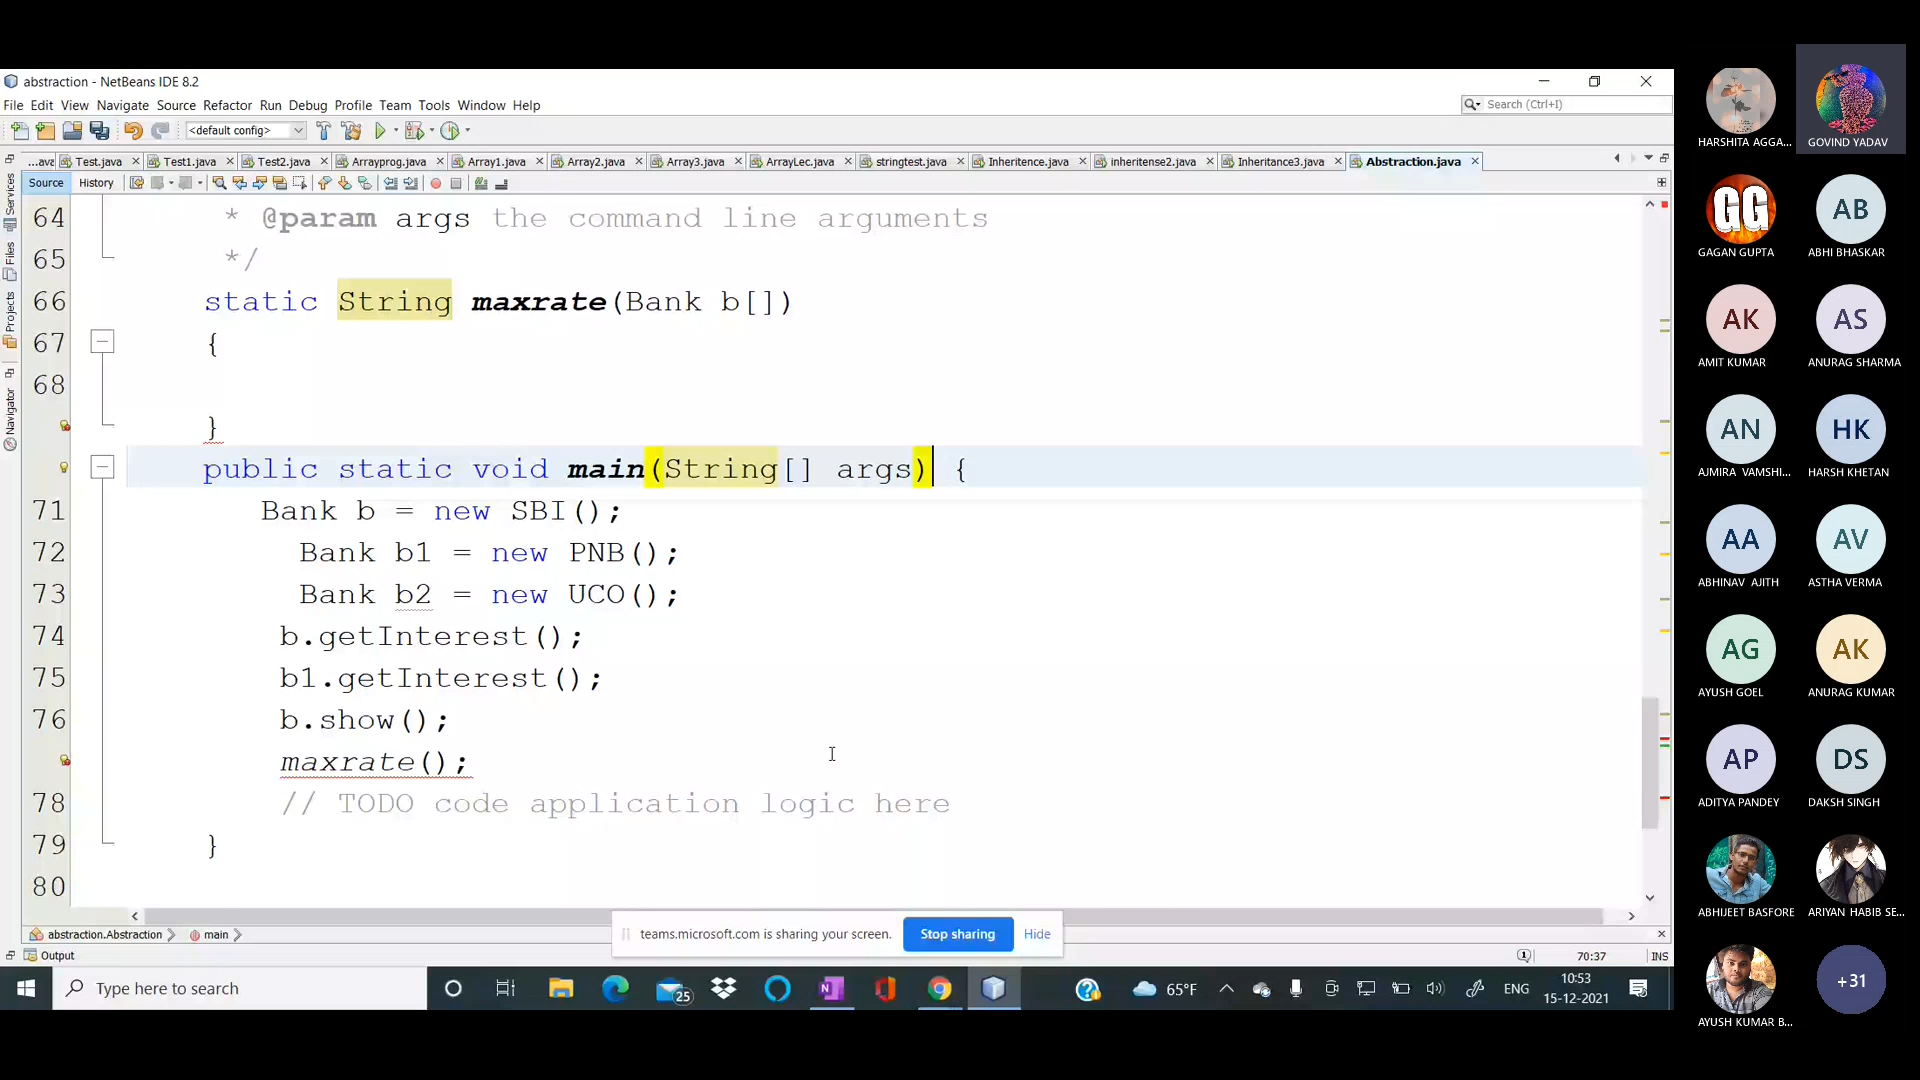 abstraction - NetBeans IDE 8.2
File Edit View Navigate Source Refactor Run Debug Profile Team Tools Window Help
Search (Ctrl+I)
<default config>
...ava Test.java Test1.java Test2.java Arrayprog.java Array1.java Array2.java Array3.java ArrayLec.java stringtest.java Inheritence.java inheritense2.java Inheritance3.java Abstraction.java
Source History
Services
Files
Projects
Navigator
64 * @param args the command line arguments
65 */
66 static String maxrate(Bank b[])
67 {
68
}
public static void main(String[] args) {
71 Bank b = new SBI();
72 Bank b1 = new PNB();
73 Bank b2 = new UCO();
74 b.getInterest();
75 b1.getInterest();
76 b.show();
maxrate();
78 // TODO code application logic here
79 }
80
abstraction.Abstraction main
teams.microsoft.com is sharing your screen. Stop sharing Hide
Output
1 70:37 INS
Type here to search
25
65°F
ENG
10:53
15-12-2021
HARSHITA AGGA...
GOVIND YADAV
GG
GAGAN GUPTA
AB
ABHI BHASKAR
AK
AMIT KUMAR
AS
ANURAG SHARMA
AN
AJMIRA VAMSHI...
HK
HARSH KHETAN
AA
ABHINAV AJITH
AV
ASTHA VERMA
AG
AYUSH GOEL
AK
ANURAG KUMAR
AP
ADITYA PANDEY
DS
DAKSH SINGH
ABHIJEET BASFORE
ARIYAN HABIB SE...
AYUSH KUMAR B...
+31